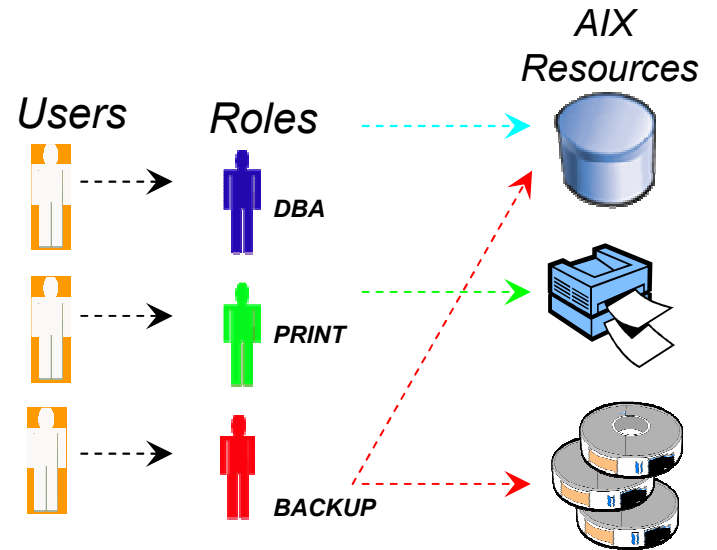 AIX
Resources
Users
Roles
DBA
PRINT
BACKUP